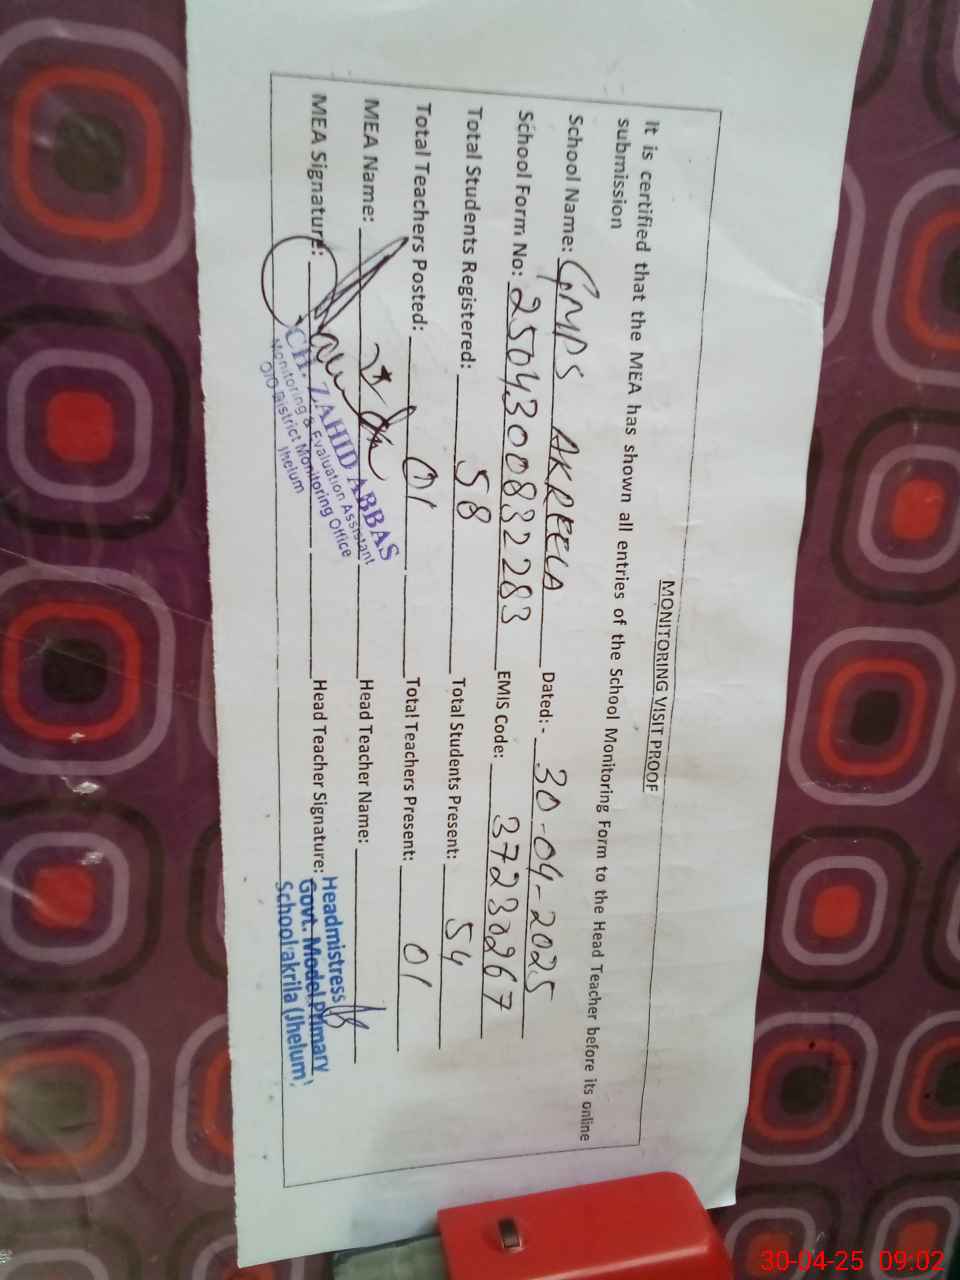 MONITORING VISIT PROOF
It is certified that the MEA has shown all entries of the School Monitoring Form to the Head Teacher before its online
submission
School Name: GMPS AKREELA Dated:- 30-04-2025
School Form No: 2504300832283 EMIS Code: 37230267
Total Students Registered: 58 Total Students Present: 54
Total Teachers Posted: 01 Total Teachers Present: 01
MEA Name: Head Teacher Name:
MEA Signature: Head Teacher Signature:
CH. ZAHID ABBAS
Monitoring & Evaluation Assistant
O/O District Monitoring Office
Jhelum
Headmistress
Govt. Model Primary
School akrila (Jhelum)
30-04-25 09:02